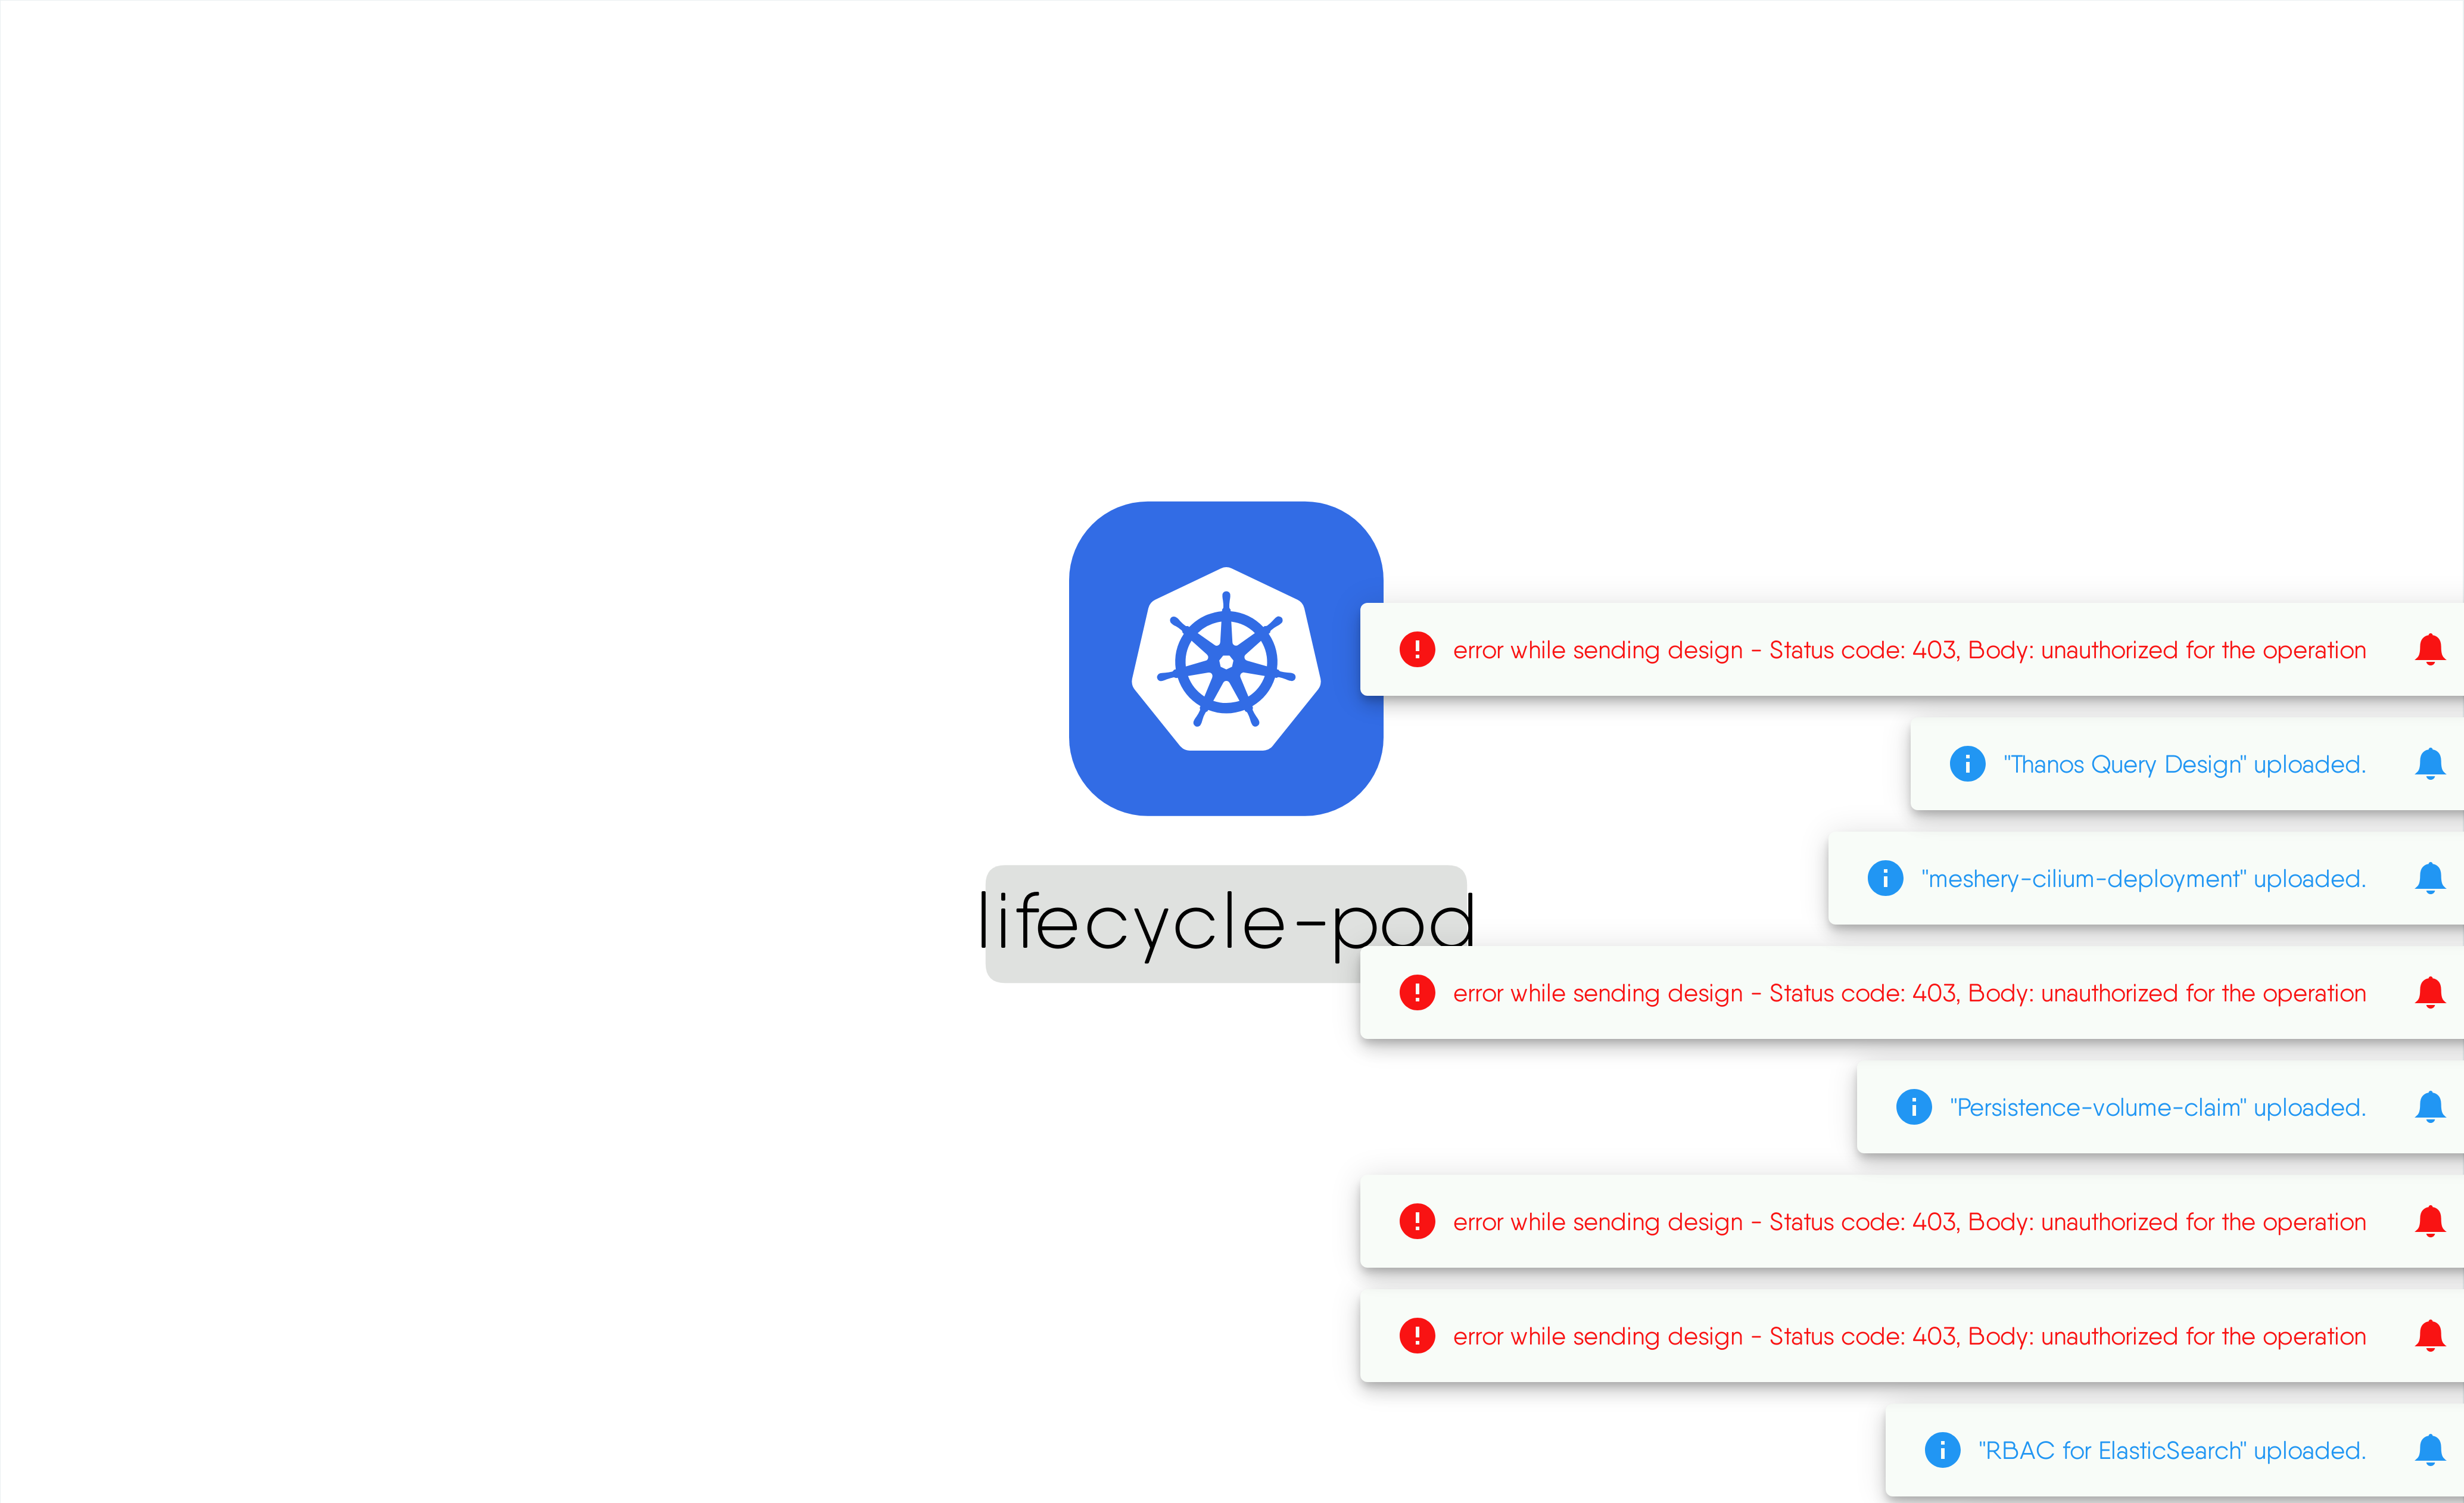 error while sending design - Status code: 403, Body: unauthorized for the operation
"Thanos Query Design" uploaded.
"meshery-cilium-deployment" uploaded.
lifecycle-pod
error while sending design - Status code: 403, Body: unauthorized for the operation
"Persistence-volume-claim" uploaded.
error while sending design - Status code: 403, Body: unauthorized for the operation
error while sending design - Status code: 403, Body: unauthorized for the operation
"RBAC for ElasticSearch" uploaded.